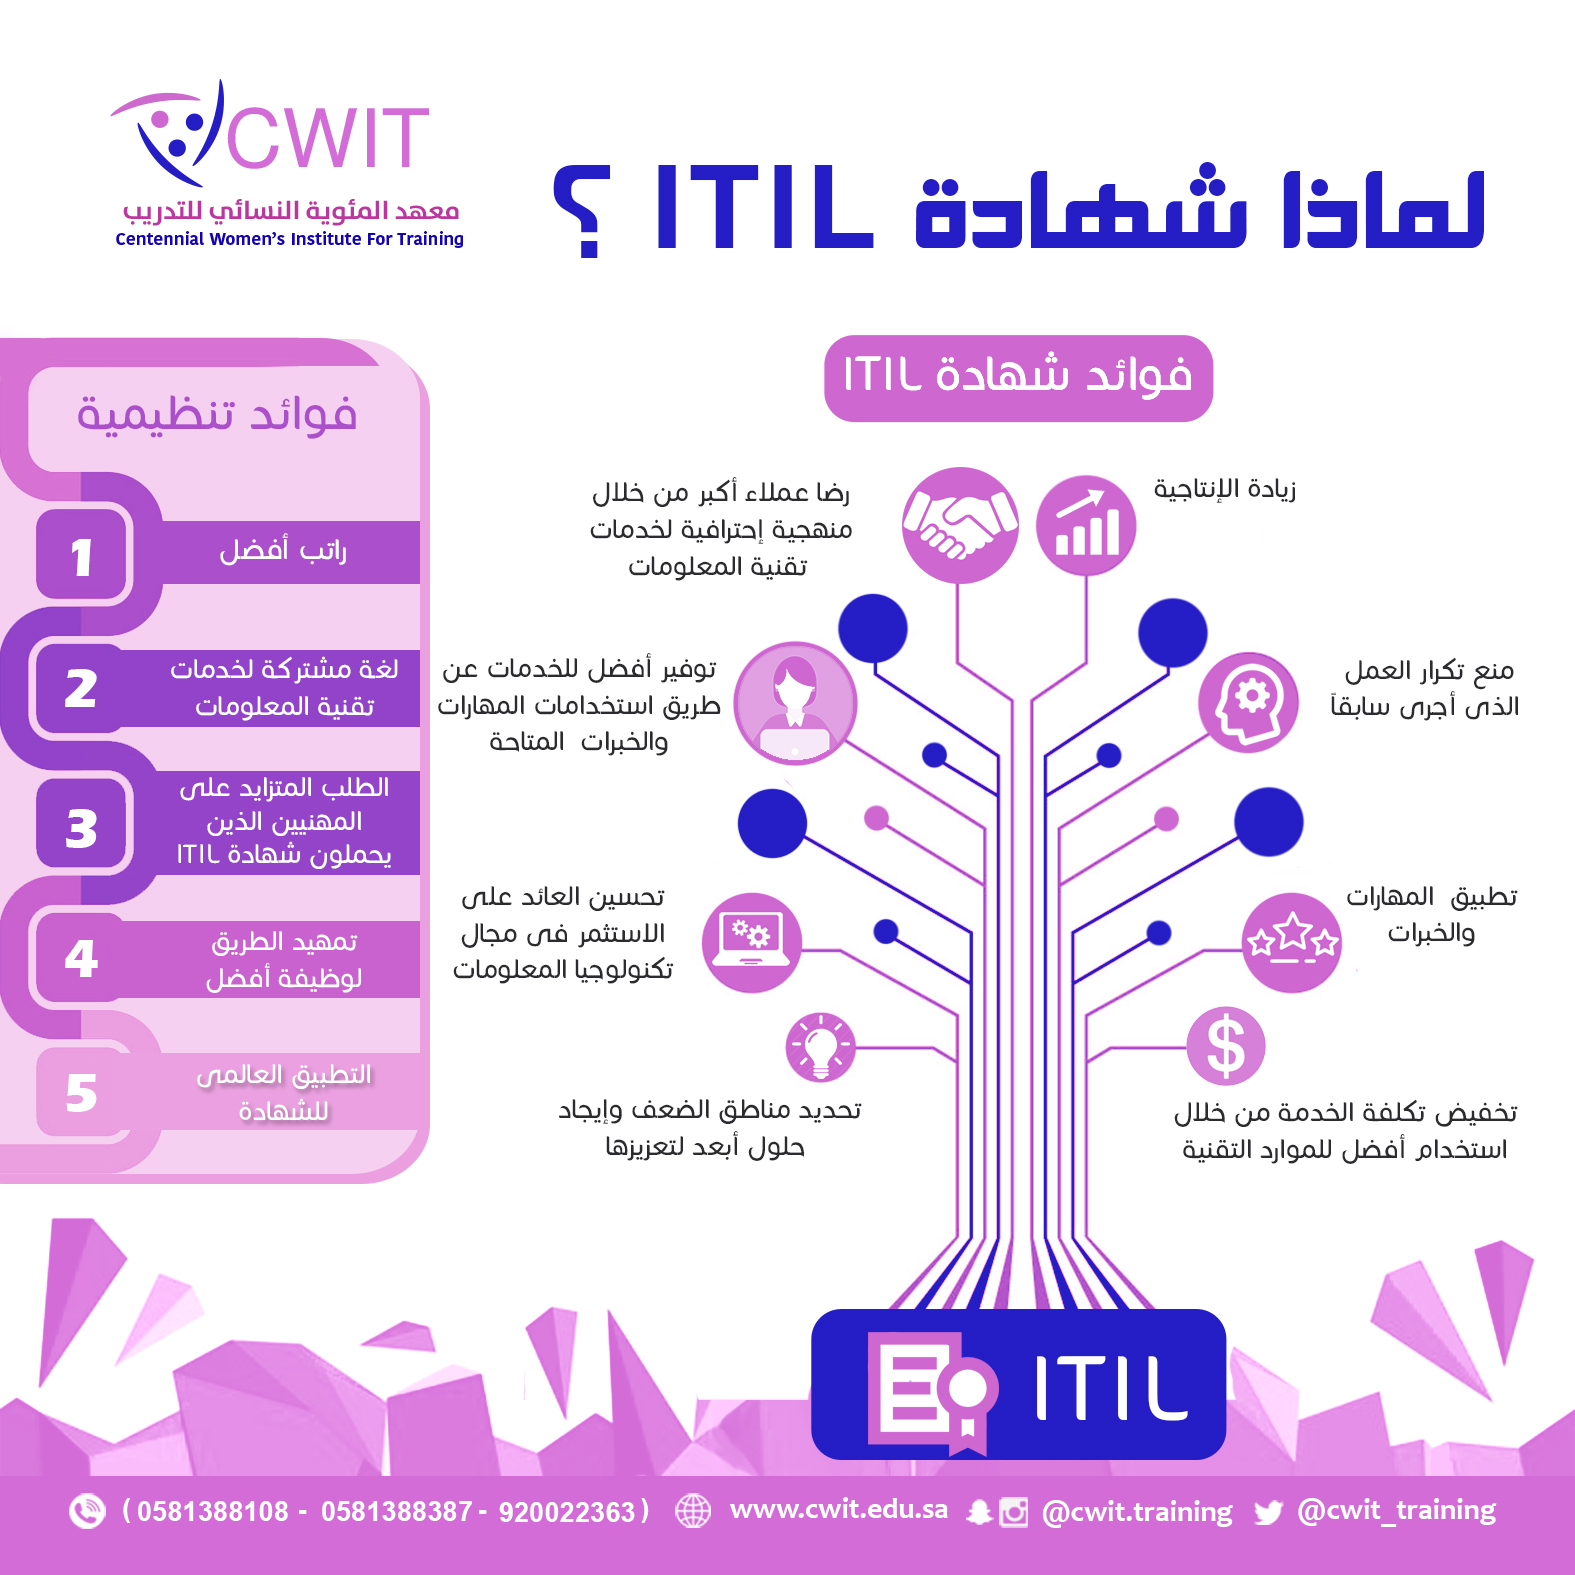 CWIT
معهد المئوية النسائي للتدريب
Centennial Women's Institute For Training
لماذا شهادة ITIL ؟
فوائد شهادة ITIL
زيادة الإنتاجية
رضا عملاء أكبر من خلال
منهجية إحترافية لخدمات
تقنية المعلومات
منع تكرار العمل
الذى أجرى سابقاً
توفير أفضل للخدمات عن
طريق استخدامات المهارات
والخبرات المتاحة
تطبيق المهارات
والخبرات
تحسين العائد على
الاستثمر فى مجال
تكنولوجيا المعلومات
تخفيض تكلفة الخدمة من خلال
استخدام أفضل للموارد التقنية
تحديد مناطق الضعف وإيجاد
حلول أبعد لتعزيزها
ITIL
فوائد تنظيمية
1
راتب أفضل
2
لغة مشتركة لخدمات
تقنية المعلومات
3
الطلب المتزايد على
المهنيين الذين
يحملون شهادة ITIL
4
تمهيد الطريق
لوظيفة أفضل
5
التطبيق العالمى
للشهادة
( 0581388108 - 0581388387 - 920022363 ) www.cwit.edu.sa @cwit.training @cwit_training